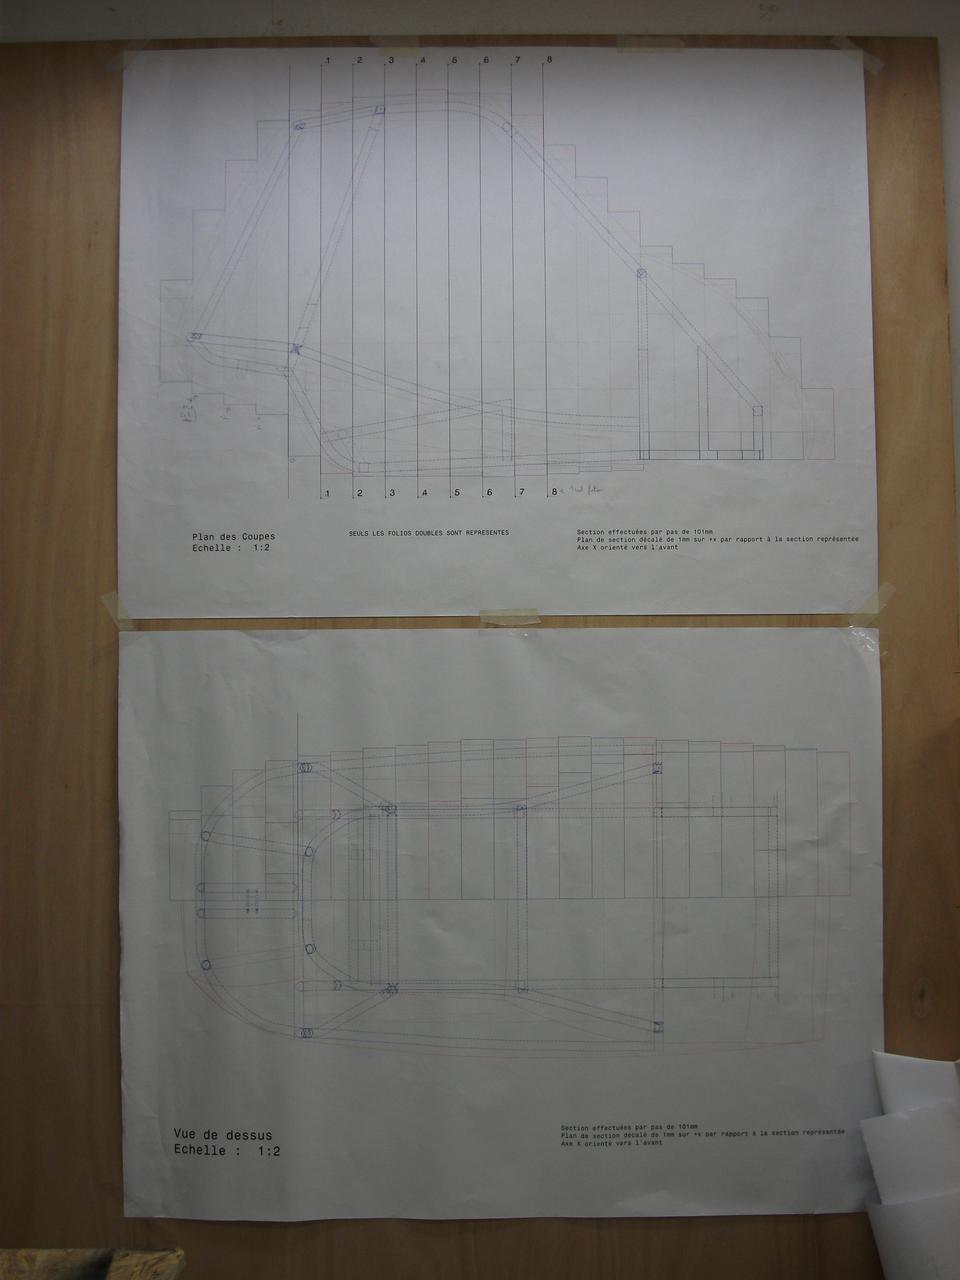 1 2 3 4 5 6 7 8
1 2 3 4 5 6 7 8
Plan des Coupes
Echelle : 1:2
SEULS LES FOLIOS DOUBLES SONT REPRESENTES
Section effectuées par pas de 101mm
Plan de section décalé de 1mm sur +x par rapport à la section représentée
Axe X orienté vers l'avant
Vue de dessus
Echelle : 1:2
Section effectuées par pas de 101mm
Plan de section décalé de 1mm sur +x par rapport à la section représentée
Axe X orienté vers l'avant